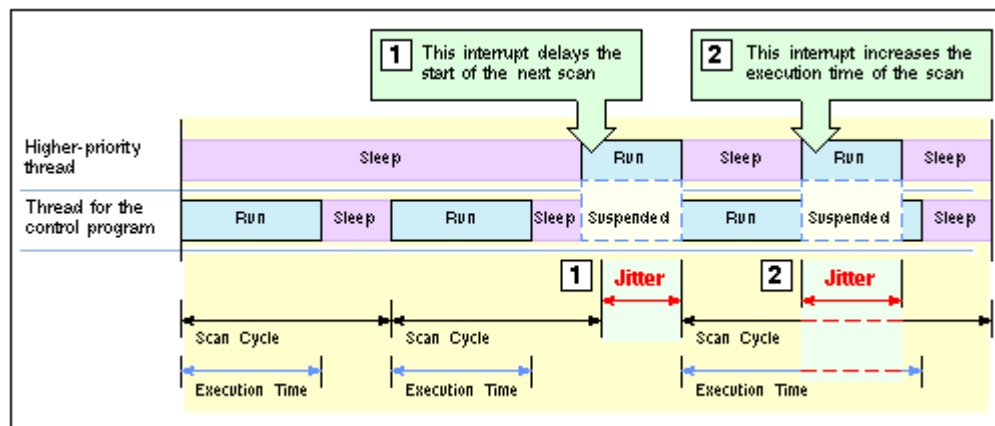 1 This interrupt delays the
start of the next scan
2 This interrupt increases the
execution time of the scan
Higher-priority
thread
Sleep Run Sleep Run Sleep
Thread for the
control program
Run Sleep Run Sleep Suspended Run Suspended Sleep
1 Jitter 2 Jitter
Scan Cycle Scan Cycle Scan Cycle
Execution Time Execution Time Execution Time